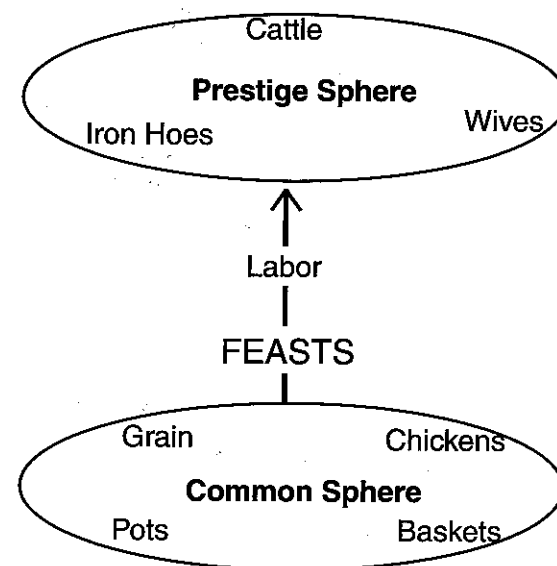 Cattle
Prestige Sphere
Iron Hoes
Wives
Labor
FEASTS
Grain
Chickens
Common Sphere
Pots
Baskets